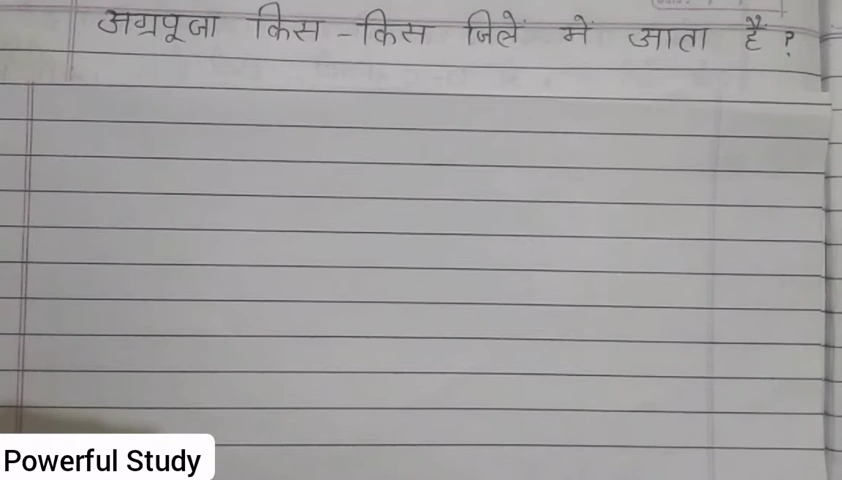 अग्रपूजा किस-किस जिलें में आता है ?
Powerful Study